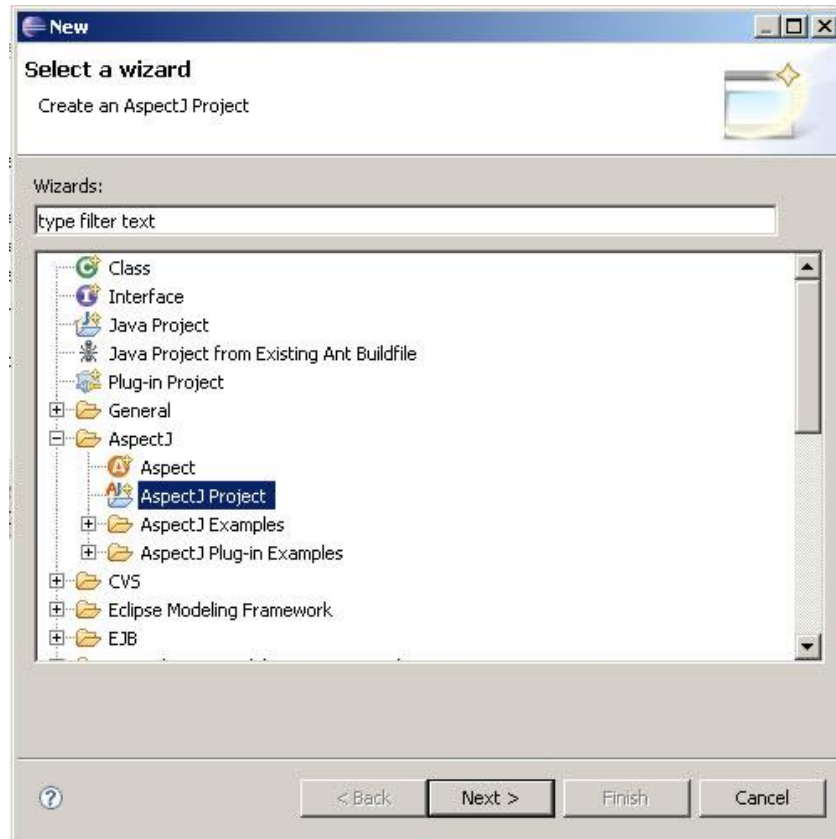 New
Select a wizard
Create an AspectJ Project
Wizards:
type filter text
Class
Interface
Java Project
Java Project from Existing Ant Buildfile
Plug-in Project
General
AspectJ
Aspect
AspectJ Project
AspectJ Examples
AspectJ Plug-in Examples
CVS
Eclipse Modeling Framework
EJB
< Back Next > Finish Cancel